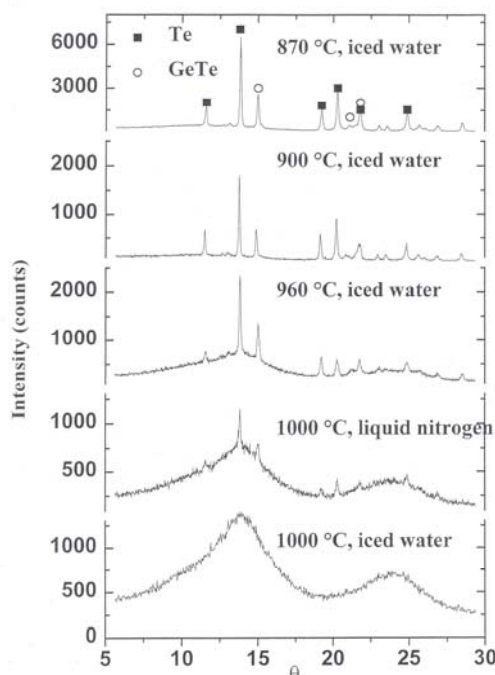 6000
3000
0
■ Te
○ GeTe
870 °C, iced water
2000
1000
900 °C, iced water
2000
1000
960 °C, iced water
1000
500
1000 °C, liquid nitrogen
1000
500
0
1000 °C, iced water
5 10 15 20 25 30
θ
Intensity (counts)